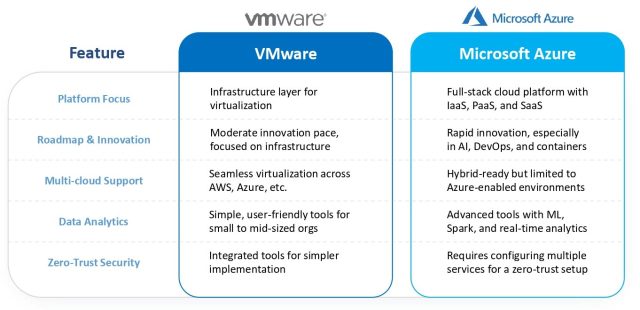 vmware®
Microsoft Azure
Feature
VMware
Microsoft Azure
Platform Focus
Infrastructure layer for
virtualization
Full-stack cloud platform with
IaaS, PaaS, and SaaS
Roadmap & Innovation
Moderate innovation pace,
focused on infrastructure
Rapid innovation, especially
in AI, DevOps, and containers
Multi-cloud Support
Seamless virtualization across
AWS, Azure, etc.
Hybrid-ready but limited to
Azure-enabled environments
Data Analytics
Simple, user-friendly tools for
small to mid-sized orgs
Advanced tools with ML,
Spark, and real-time analytics
Zero-Trust Security
Integrated tools for simpler
implementation
Requires configuring multiple
services for a zero-trust setup